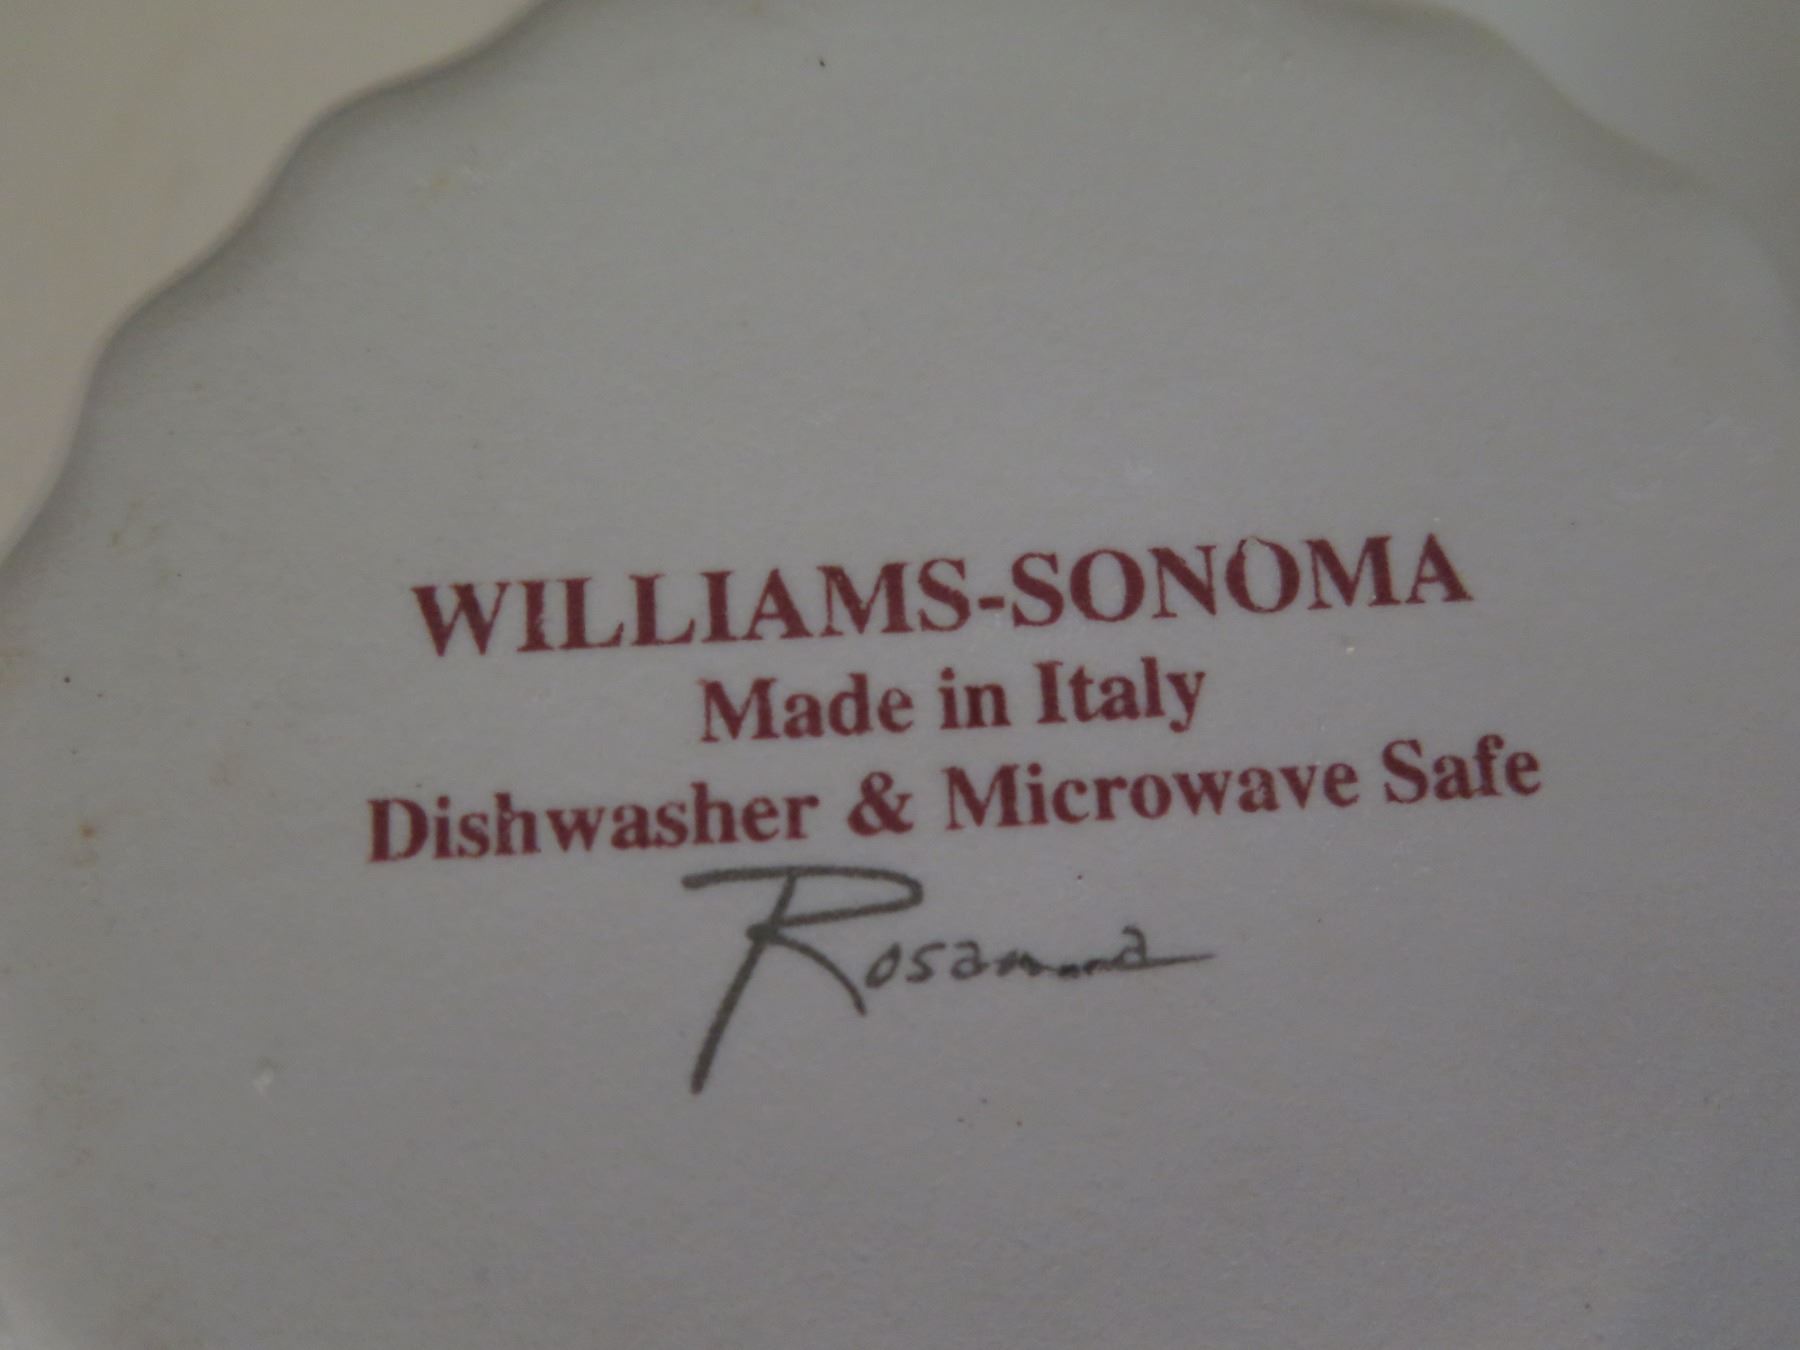 WILLIAMS-SONOMA
Made in Italy
Dishwasher & Microwave Safe
Rosanna